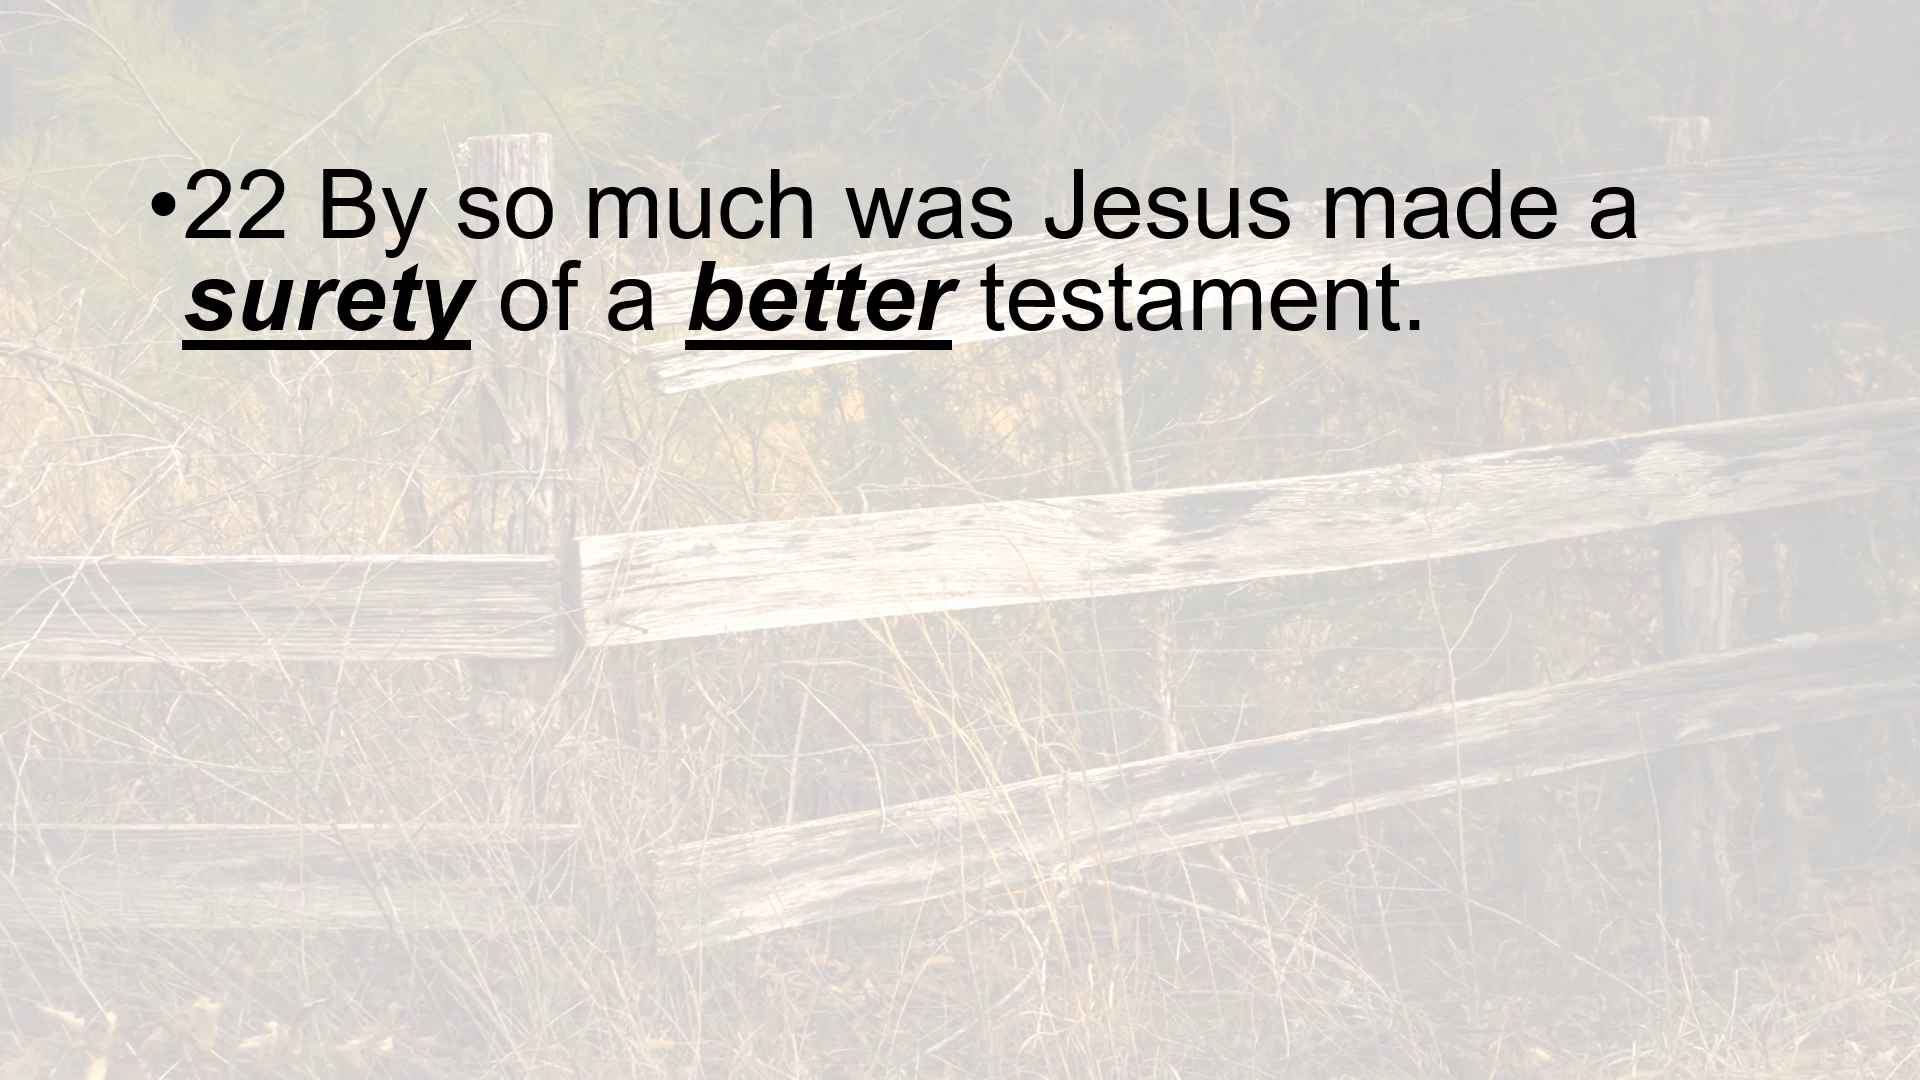 •22 By so much was Jesus made a
surety of a better testament.